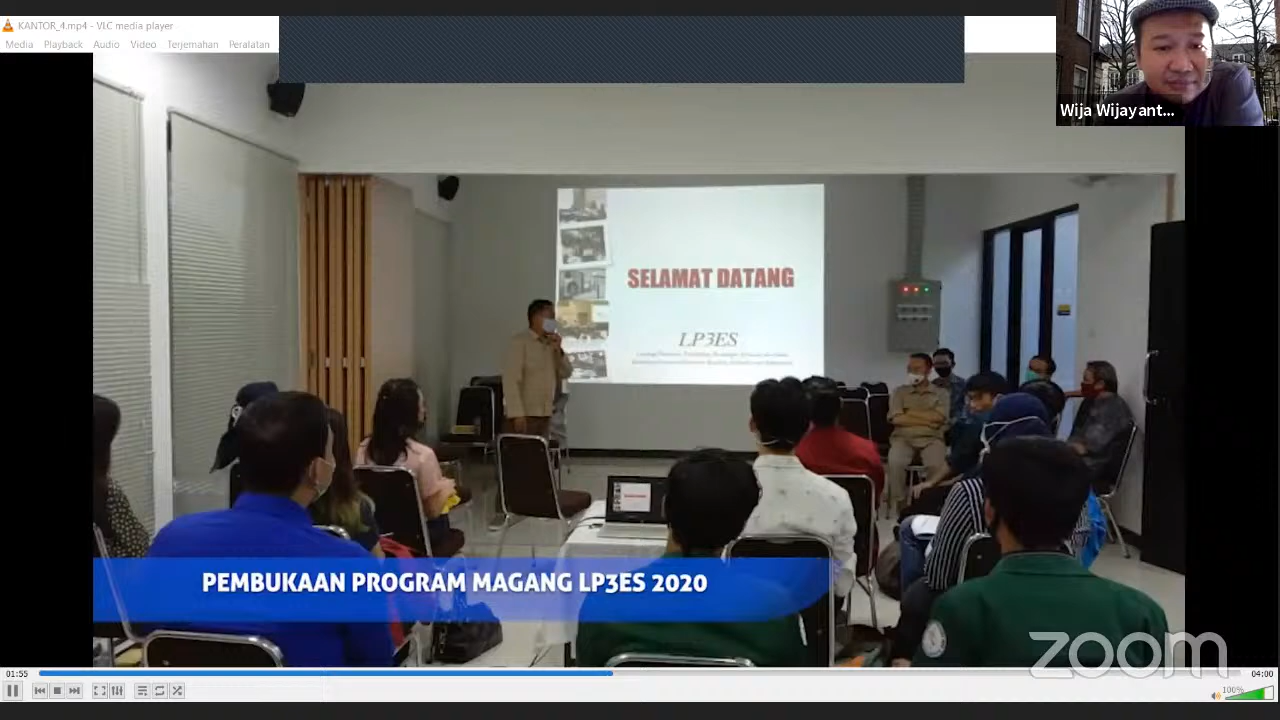 KANTOR_4.mp4 - VLC media player
Media Playback Audio Video Terjemahan Peralatan
Wija Wijayant...
SELAMAT DATANG
LP3ES
PEMBUKAAN PROGRAM MAGANG LP3ES 2020
zoom
01:55
04:00
100%